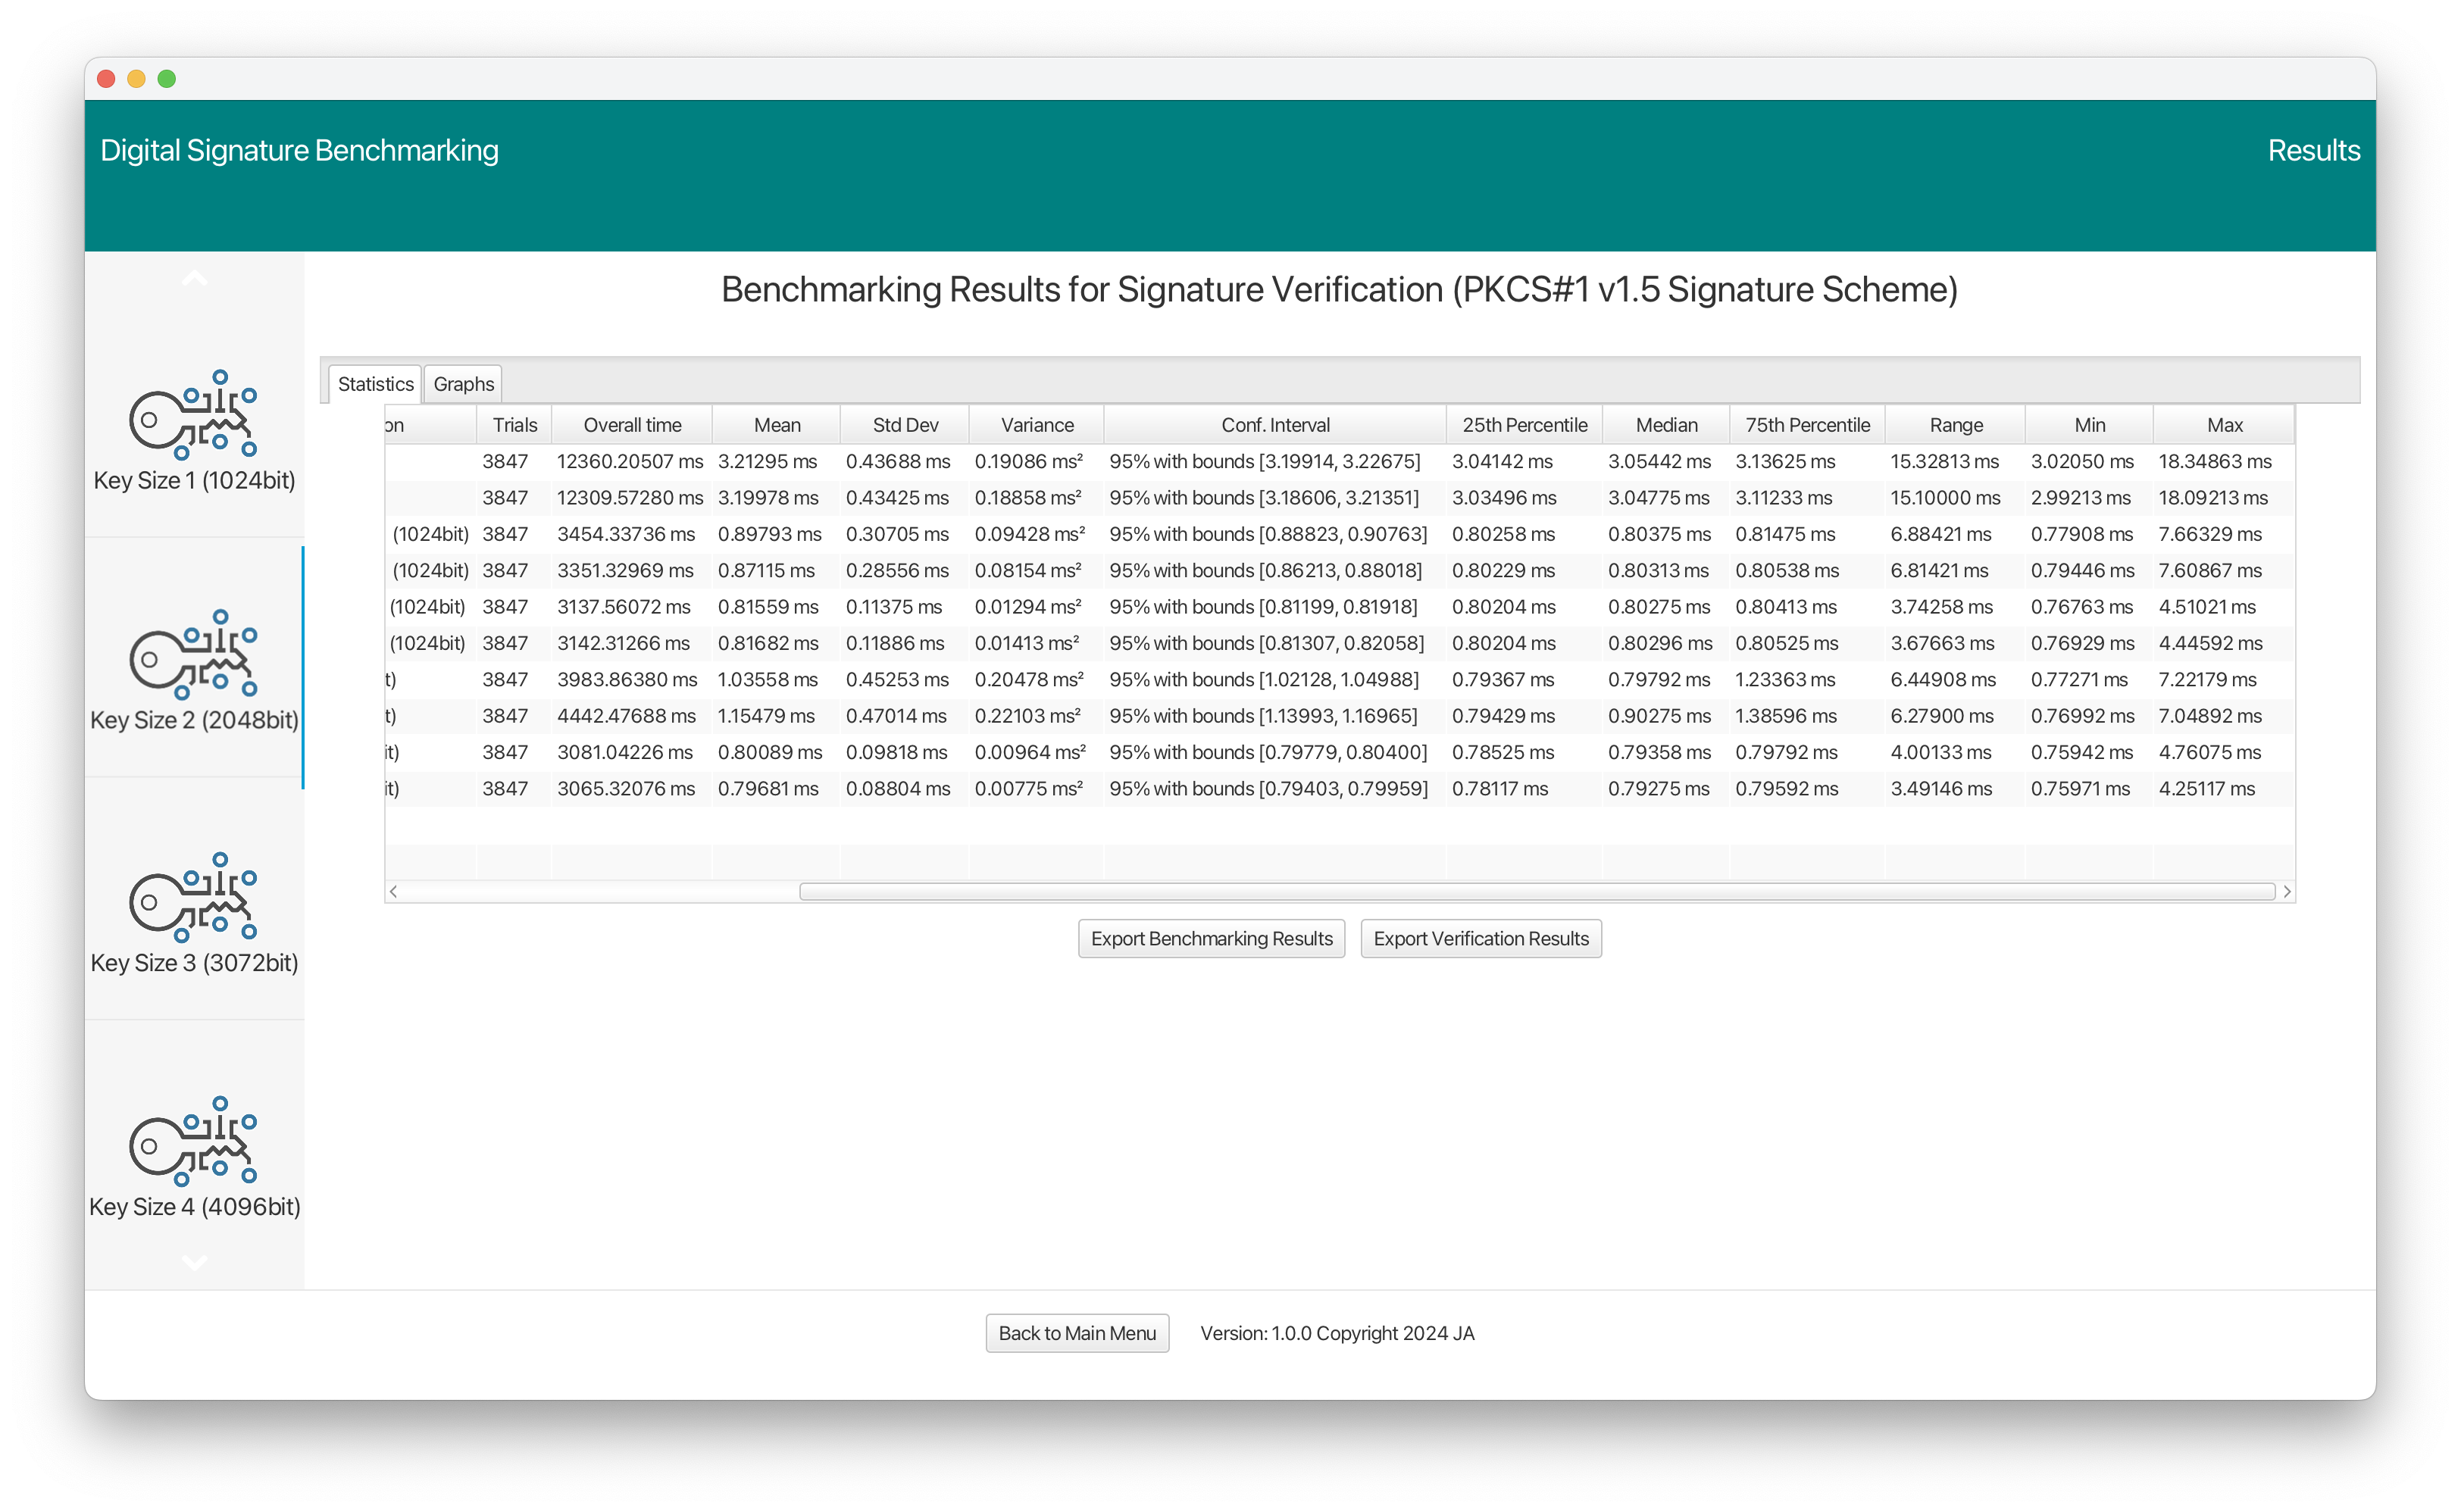 Digital Signature Benchmarking Results
Benchmarking Results for Signature Verification (PKCS#1 v1.5 Signature Scheme)
Key Size 1 (1024bit)
Key Size 2 (2048bit)
Key Size 3 (3072bit)
Key Size 4 (4096bit)
Statistics Graphs
on Trials Overall time Mean Std Dev Variance Conf. Interval 25th Percentile Median 75th Percentile Range Min Max
3847 12360.20507 ms 3.21295 ms 0.43688 ms 0.19086 ms² 95% with bounds [3.19914, 3.22675] 3.04142 ms 3.05442 ms 3.13625 ms 15.32813 ms 3.02050 ms 18.34863 ms
3847 12309.57280 ms 3.19978 ms 0.43425 ms 0.18858 ms² 95% with bounds [3.18606, 3.21351] 3.03496 ms 3.04775 ms 3.11233 ms 15.10000 ms 2.99213 ms 18.09213 ms
(1024bit) 3847 3454.33736 ms 0.89793 ms 0.30705 ms 0.09428 ms² 95% with bounds [0.88823, 0.90763] 0.80258 ms 0.80375 ms 0.81475 ms 6.88421 ms 0.77908 ms 7.66329 ms
(1024bit) 3847 3351.32969 ms 0.87115 ms 0.28556 ms 0.08154 ms² 95% with bounds [0.86213, 0.88018] 0.80229 ms 0.80313 ms 0.80538 ms 6.81421 ms 0.79446 ms 7.60867 ms
(1024bit) 3847 3137.56072 ms 0.81559 ms 0.11375 ms 0.01294 ms² 95% with bounds [0.81199, 0.81918] 0.80204 ms 0.80275 ms 0.80413 ms 3.74258 ms 0.76763 ms 4.51021 ms
(1024bit) 3847 3142.31266 ms 0.81682 ms 0.11886 ms 0.01413 ms² 95% with bounds [0.81307, 0.82058] 0.80204 ms 0.80296 ms 0.80525 ms 3.67663 ms 0.76929 ms 4.44592 ms
t) 3847 3983.86380 ms 1.03558 ms 0.45253 ms 0.20478 ms² 95% with bounds [1.02128, 1.04988] 0.79367 ms 0.79792 ms 1.23363 ms 6.44908 ms 0.77271 ms 7.22179 ms
t) 3847 4442.47688 ms 1.15479 ms 0.47014 ms 0.22103 ms² 95% with bounds [1.13993, 1.16965] 0.79429 ms 0.90275 ms 1.38596 ms 6.27900 ms 0.76992 ms 7.04892 ms
it) 3847 3081.04226 ms 0.80089 ms 0.09818 ms 0.00964 ms² 95% with bounds [0.79779, 0.80400] 0.78525 ms 0.79358 ms 0.79792 ms 4.00133 ms 0.75942 ms 4.76075 ms
it) 3847 3065.32076 ms 0.79681 ms 0.08804 ms 0.00775 ms² 95% with bounds [0.79403, 0.79959] 0.78117 ms 0.79275 ms 0.79592 ms 3.49146 ms 0.75971 ms 4.25117 ms
Export Benchmarking Results Export Verification Results
Back to Main Menu Version: 1.0.0 Copyright 2024 JA